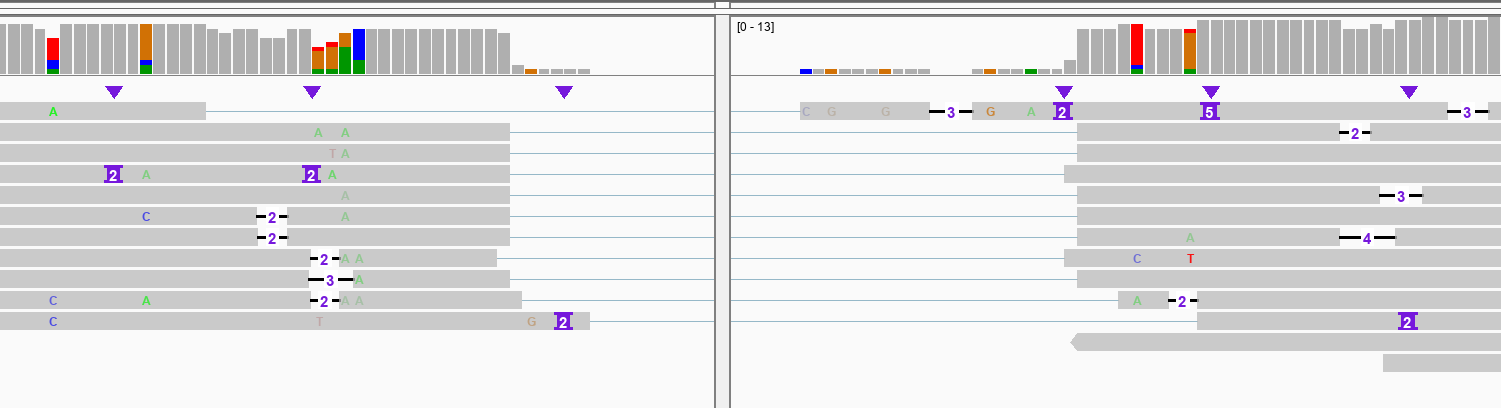 [0 - 13]
A C G G 3 G A 2 5 3
A A 2
T A
2 A 2 A
A 3
C 2 A
2 A 4
2 A A C T
3 A
C A 2 A A A 2
C T G 2 2